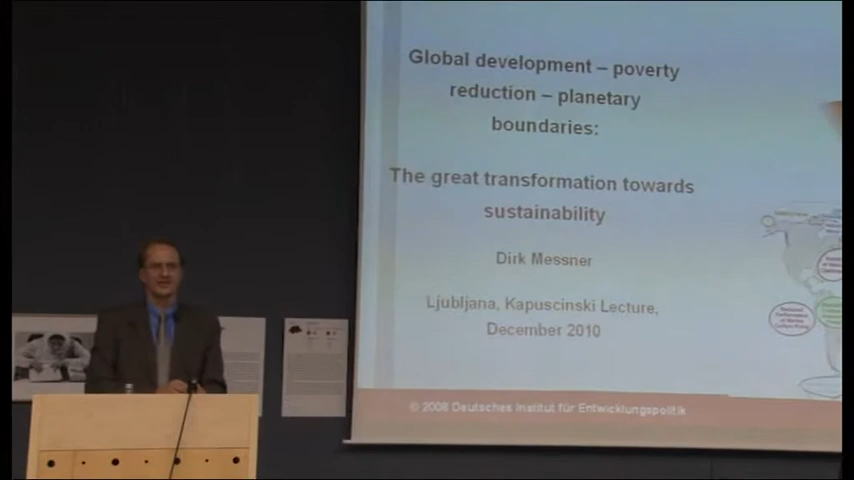 Global development – poverty
reduction – planetary
boundaries:
The great transformation towards
sustainability
Dirk Messner
Ljubljana, Kapuscinski Lecture,
December 2010
© 2008 Deutsches Institut für Entwicklungspolitik